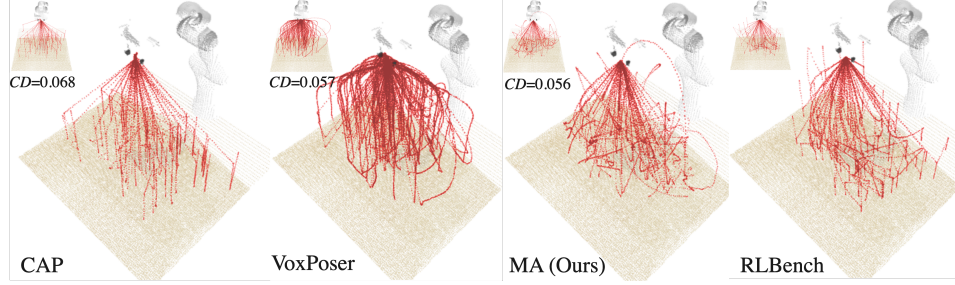 CD=0.068
CD=0.057
CD=0.056
CAP
VoxPoser
MA (Ours)
RLBench